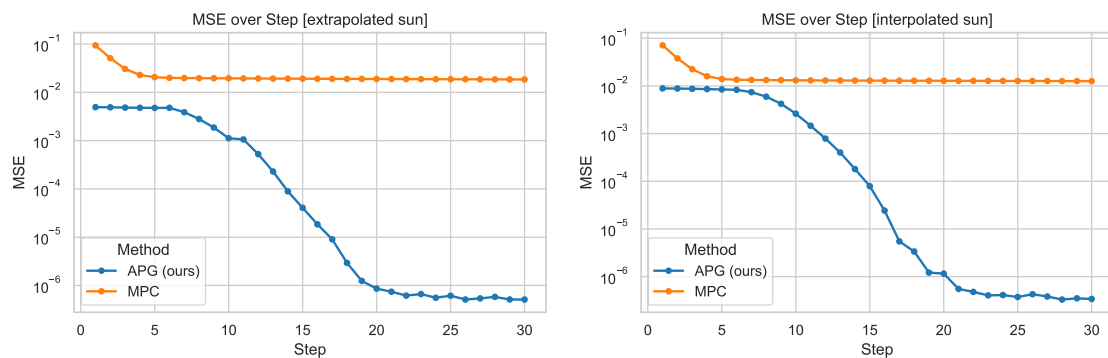 MSE over Step [extrapolated sun]
10⁻¹
10⁻²
10⁻³
10⁻⁴
10⁻⁵
10⁻⁶
MSE
Method
APG (ours)
MPC
0 5 10 15 20 25 30
Step
MSE over Step [interpolated sun]
10⁻¹
10⁻²
10⁻³
10⁻⁴
10⁻⁵
10⁻⁶
MSE
Method
APG (ours)
MPC
0 5 10 15 20 25 30
Step